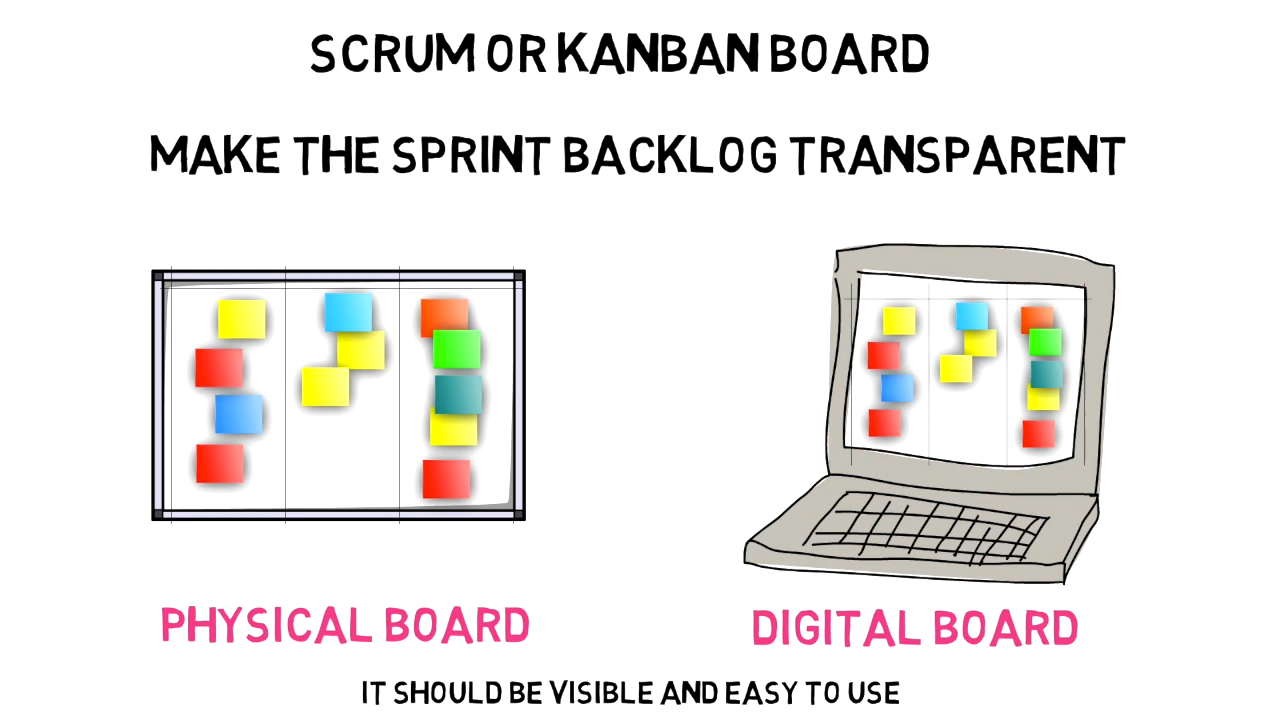 SCRUM OR KANBAN BOARD
MAKE THE SPRINT BACKLOG TRANSPARENT
PHYSICAL BOARD
DIGITAL BOARD
IT SHOULD BE VISIBLE AND EASY TO USE